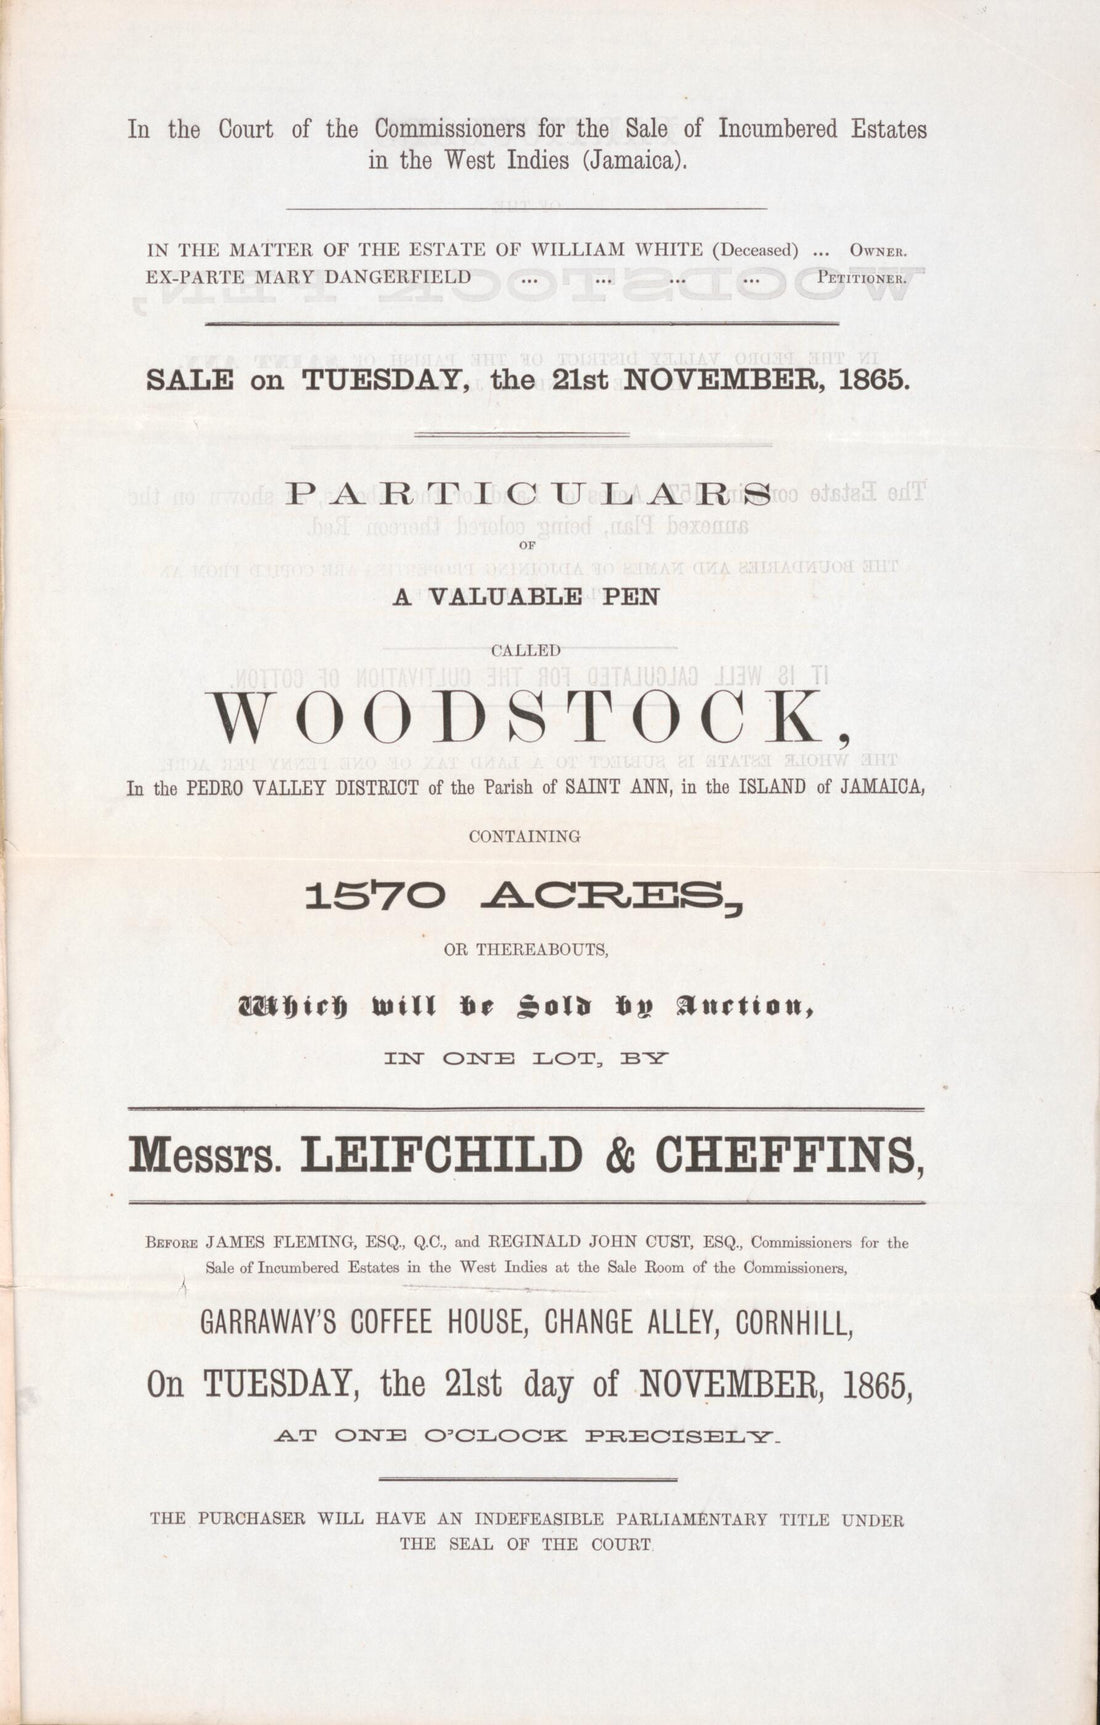 In the Court of the Commissioners for the Sale of Incumbered Estates
in the West Indies (Jamaica).
IN THE MATTER OF THE ESTATE OF WILLIAM WHITE (Deceased) ... OWNER.
EX-PARTE MARY DANGERFIELD ... ... ... ... PETITIONER.
SALE on TUESDAY, the 21st NOVEMBER, 1865.
PARTICULARS
OF
A VALUABLE PEN
CALLED
WOODSTOCK,
In the PEDRO VALLEY DISTRICT of the Parish of SAINT ANN, in the ISLAND of JAMAICA,
CONTAINING
1570 ACRES,
OR THEREABOUTS,
Which will be Sold by Auction,
IN ONE LOT, BY
Messrs. LEIFCHILD & CHEFFINS,
BEFORE JAMES FLEMING, ESQ., Q.C., and REGINALD JOHN CUST, ESQ., Commissioners for the
Sale of Incumbered Estates in the West Indies at the Sale Room of the Commissioners,
GARRAWAY'S COFFEE HOUSE, CHANGE ALLEY, CORNHILL,
On TUESDAY, the 21st day of NOVEMBER, 1865,
AT ONE O'CLOCK PRECISELY.
THE PURCHASER WILL HAVE AN INDEFEASIBLE PARLIAMENTARY TITLE UNDER
THE SEAL OF THE COURT